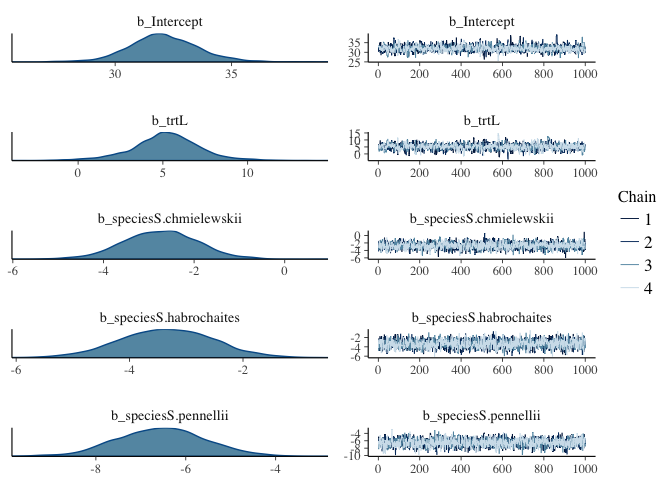 b_Intercept
30 35
b_Intercept
35
30
25
0 200 400 600 800 1000
b_trtL
0 5 10
b_trtL
15
10
5
0
0 200 400 600 800 1000
b_speciesS.chmielewskii
-6 -4 -2 0
b_speciesS.chmielewskii
0
-2
-4
-6
0 200 400 600 800 1000
b_speciesS.habrochaites
-6 -4 -2
b_speciesS.habrochaites
-2
-4
-6
0 200 400 600 800 1000
b_speciesS.pennellii
-8 -6 -4
b_speciesS.pennellii
-4
-6
-8
-10
0 200 400 600 800 1000
Chain
1
2
3
4